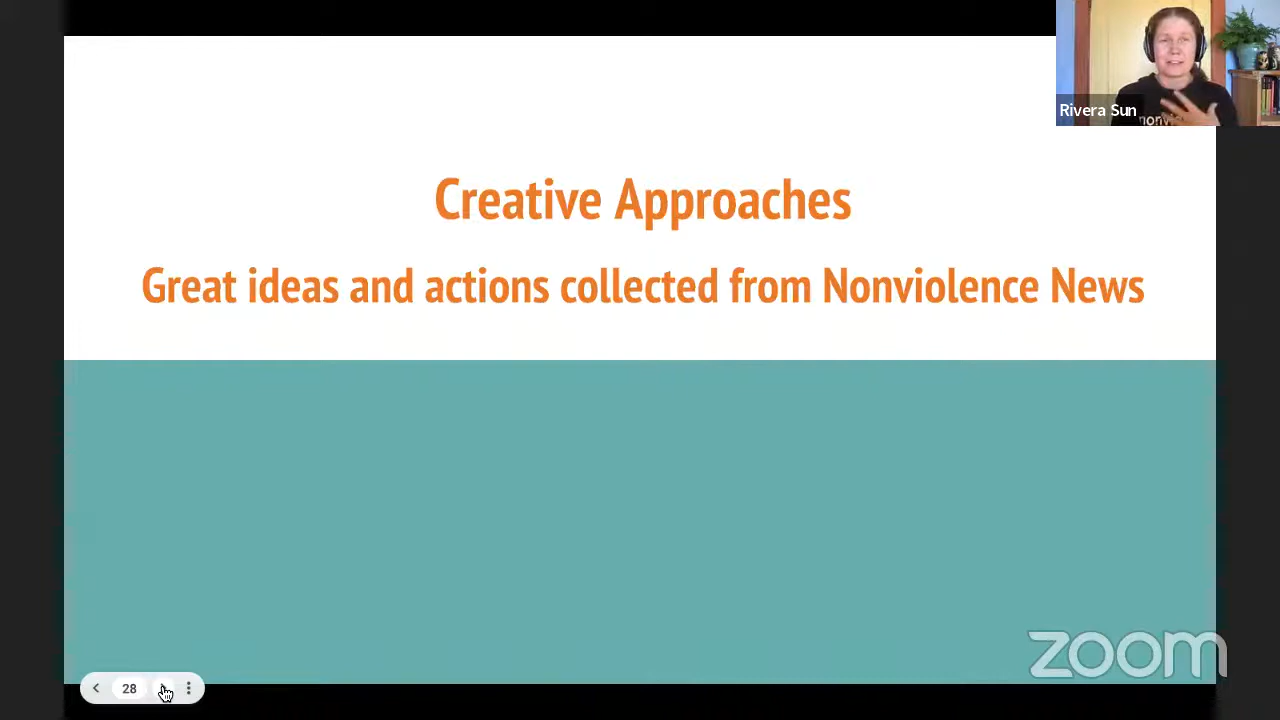 Rivera Sun
Creative Approaches
Great ideas and actions collected from Nonviolence News
zoom
28